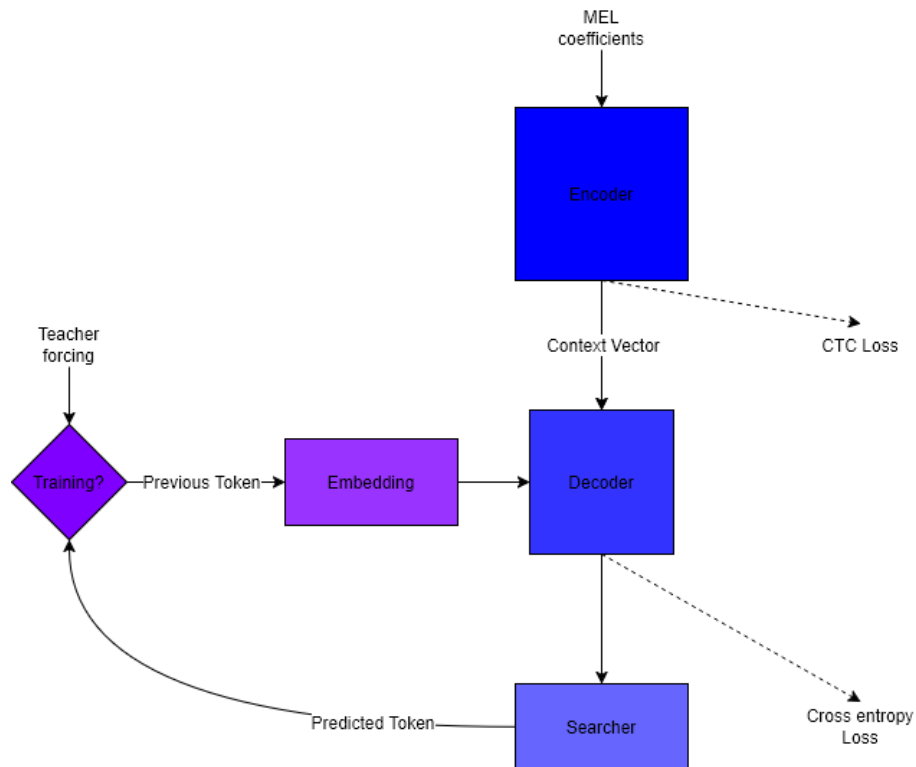 MEL
coefficients
Encoder
CTC Loss
Context Vector
Teacher
forcing
Training?
Previous Token
Embedding
Decoder
Predicted Token
Searcher
Cross entropy
Loss